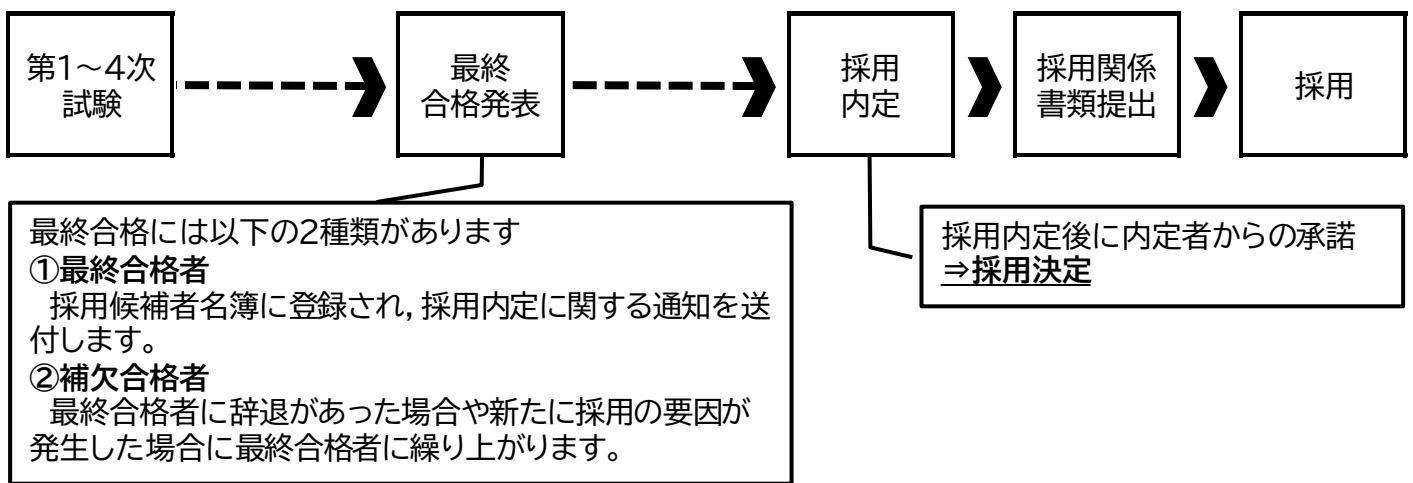 第1～4次
試験
最終
合格発表
採用
内定
採用関係
書類提出
採用
最終合格には以下の2種類があります
①最終合格者
採用候補者名簿に登録され，採用内定に関する通知を送
付します。
②補欠合格者
最終合格者に辞退があった場合や新たに採用の要因が
発生した場合に最終合格者に繰り上がります。
採用内定後に内定者からの承諾
⇒採用決定